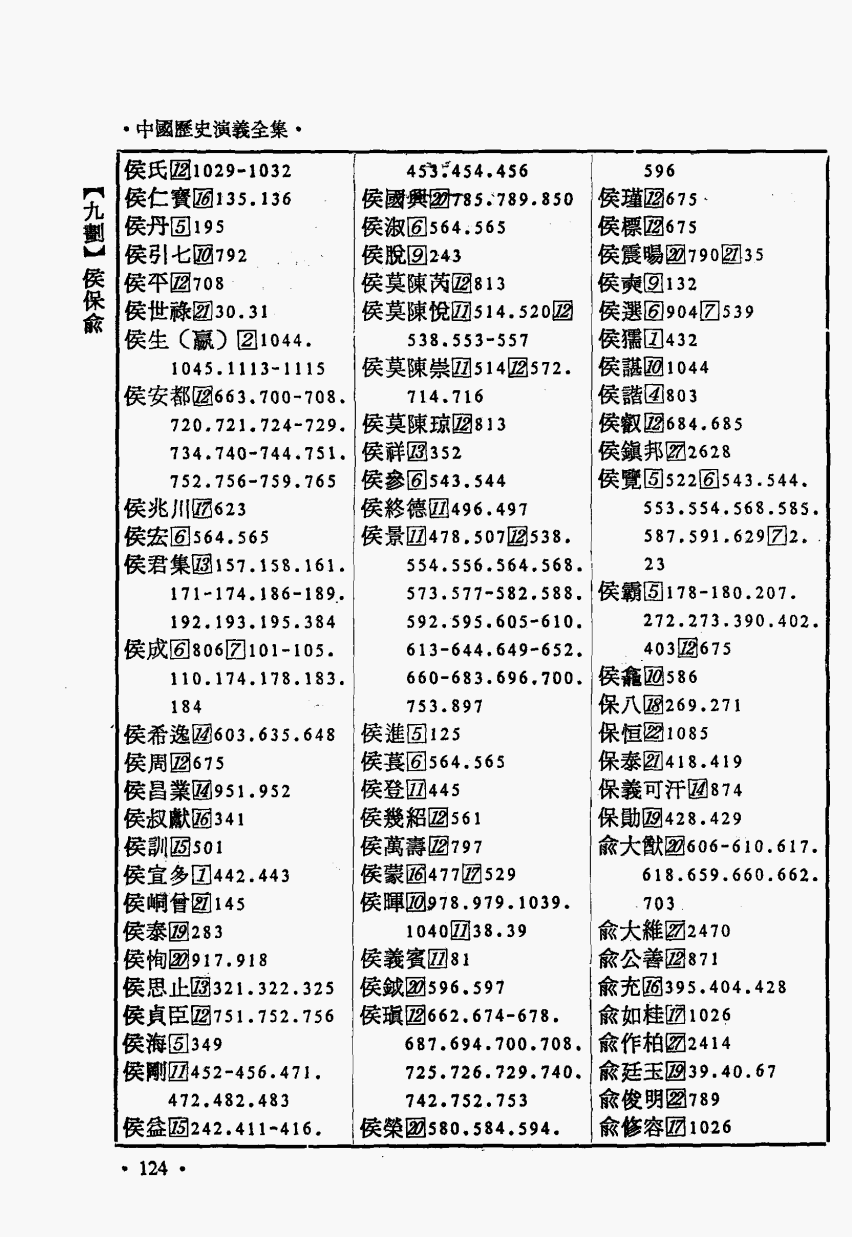 ·中國歷史演義全集·
【九劃】侯保俞
侯氏[12]1029-1032
侯仁寶[16]135.136
侯丹[5]195
侯引七[10]792
侯平[12]708
侯世祿[21]30.31
侯生（嬴）[2]1044.
1045.1113-1115
侯安都[12]663.700-708.
720.721.724-729.
734.740-744.751.
752.756-759.765
侯兆川[17]623
侯宏[6]564.565
侯君集[13]157.158.161.
171-174.186-189.
192.193.195.384
侯成[6]806[7]101-105.
110.174.178.183.
184
侯希逸[14]603.635.648
侯周[12]675
侯昌業[14]951.952
侯叔獻[16]341
侯訓[15]501
侯宣多[1]442.443
侯峒曾[21]145
侯泰[19]283
侯恂[20]917.918
侯思止[13]321.322.325
侯貞臣[12]751.752.756
侯海[5]349
侯剛[11]452-456.471.
472.482.483
侯益[15]242.411-416.
453.454.456
侯國興[20]785.789.850
侯淑[6]564.565
侯脫[9]243
侯莫陳芮[12]813
侯莫陳悅[11]514.520[12]
538.553-557
侯莫陳崇[11]514[12]572.
714.716
侯莫陳琼[12]813
侯祥[13]352
侯參[6]543.544
侯終德[11]496.497
侯景[11]478.507[12]538.
554.556.564.568.
573.577-582.588.
592.595.605-610.
613-644.649-652.
660-683.696.700.
753.897
侯進[5]125
侯萇[6]564.565
侯登[11]445
侯幾紹[12]561
侯萬壽[12]797
侯蒙[16]477[17]529
侯暉[10]978.979.1039.
1040[11]38.39
侯義賓[11]81
侯鉞[20]596.597
侯瑱[12]662.674-678.
687.694.700.708.
725.726.729.740.
742.752.753
侯榮[20]580.584.594.
596
侯瑾[12]675
侯標[12]675
侯震暘[20]790[21]35
侯奭[9]132
侯選[6]904[7]539
侯獳[1]432
侯諶[10]1044
侯諧[4]803
侯叡[12]684.685
侯鎮邦[27]2628
侯覽[5]522[6]543.544.
553.554.568.585.
587.591.629[7]2.
23
侯霸[5]178-180.207.
272.273.390.402.
403[12]675
侯龕[10]586
保八[18]269.271
保恒[22]1085
保泰[21]418.419
保義可汗[14]874
保勛[19]428.429
俞大猷[20]606-610.617.
618.659.660.662.
703
俞大維[27]2470
俞公善[12]871
俞充[16]395.404.428
俞如桂[17]1026
俞作柏[27]2414
俞廷玉[19]39.40.67
俞俊明[22]789
俞修容[17]1026
·124·